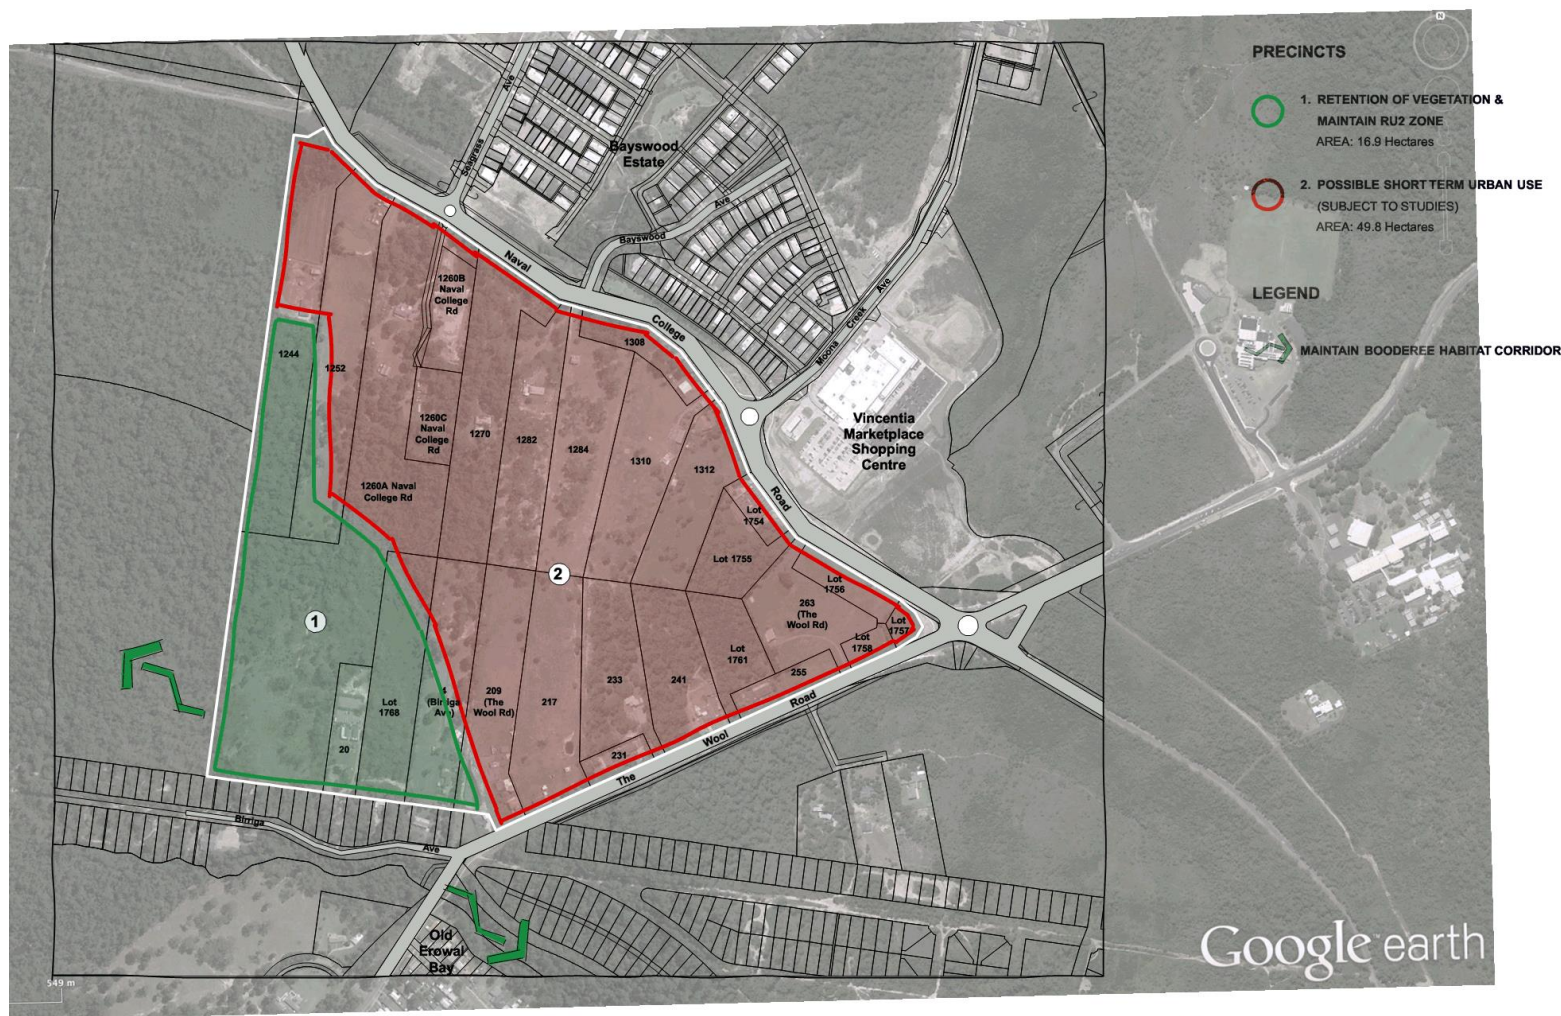 N
PRECINCTS
1. RETENTION OF VEGETATION &
MAINTAIN RU2 ZONE
AREA: 16.9 Hectares
2. POSSIBLE SHORT TERM URBAN USE
(SUBJECT TO STUDIES)
AREA: 49.8 Hectares
LEGEND
MAINTAIN BOODEREE HABITAT CORRIDOR
Ave
Seagrass
Bayswood
Estate
Ave
Bayswood
Naval
College
Road
Moona
Creek
Ave
Vincentia
Marketplace
Shopping
Centre
1260B
Naval
College
Rd
1308
1244
1252
1260C
Naval
College
Rd
1270
1282
1284
1310
1312
1260A Naval
College Rd
Lot
1754
Lot 1755
Lot
1756
263
(The
Wool Rd)
Lot
1757
Lot
1758
Lot
1761
255
1
2
233
241
209
(The
Wool Rd)
217
231
4
(Birriga
Ave)
Lot
1768
20
The
Wool
Road
Birriga
Ave
Old
Erowal
Bay
549 m
Google earth